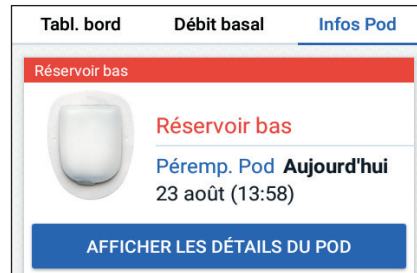 Tabl. bord Débit basal Infos Pod
Réservoir bas
Réservoir bas
Péremp. Pod Aujourd'hui
23 août (13:58)
AFFICHER LES DÉTAILS DU POD